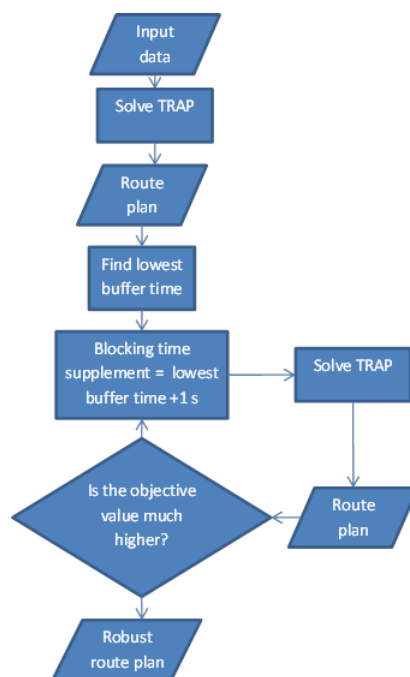 Input
data
Solve TRAP
Route
plan
Find lowest
buffer time
Blocking time
supplement = lowest
buffer time +1 s
Solve TRAP
Is the objective
value much
higher?
Route
plan
Robust
route plan